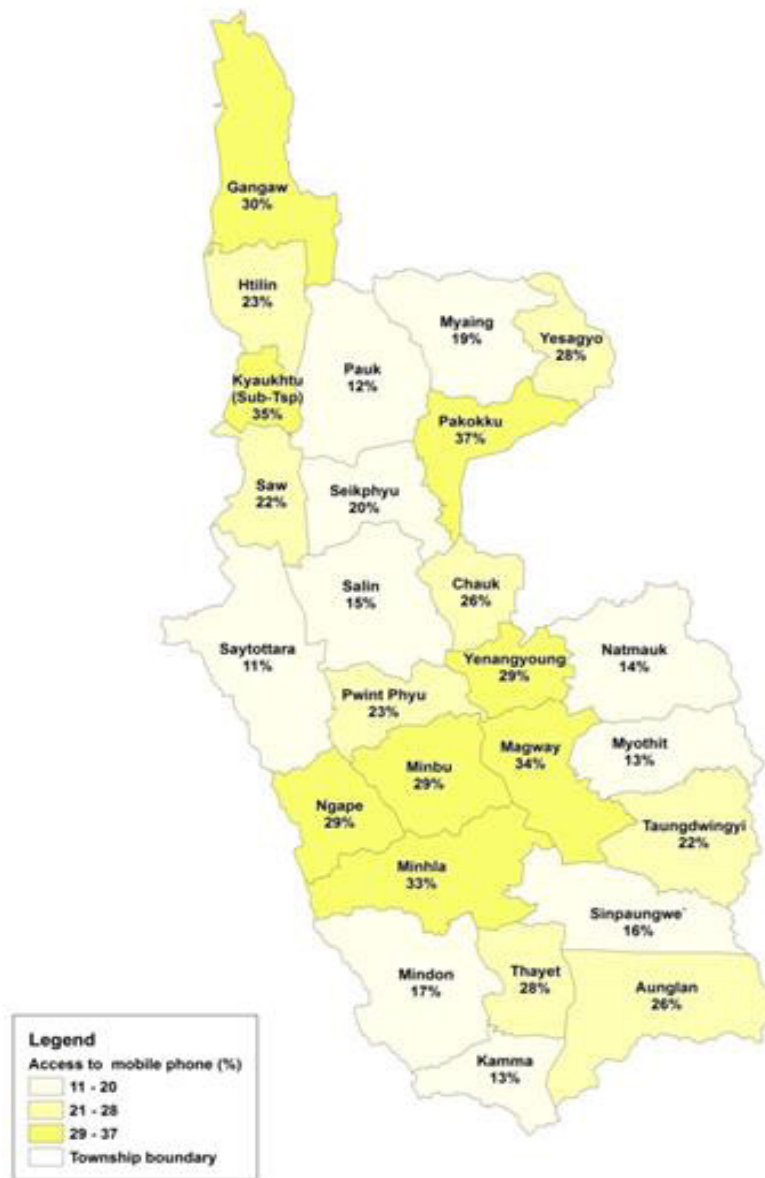 Gangaw
30%
Htilin
23%
Myaing
19%
Yesagyo
28%
Pauk
12%
Kyaukhtu
(Sub-Tsp)
35%
Pakokku
37%
Saw
22%
Seikphyu
20%
Salin
15%
Chauk
26%
Saytottara
11%
Yenangyoung
29%
Natmauk
14%
Pwint Phyu
23%
Magway
34%
Myothit
13%
Minbu
29%
Ngape
29%
Taungdwingyi
22%
Minhla
33%
Sinpaungwe`
16%
Mindon
17%
Thayet
28%
Aunglan
26%
Kamma
13%
Legend
Access to mobile phone (%)
11 - 20
21 - 28
29 - 37
Township boundary